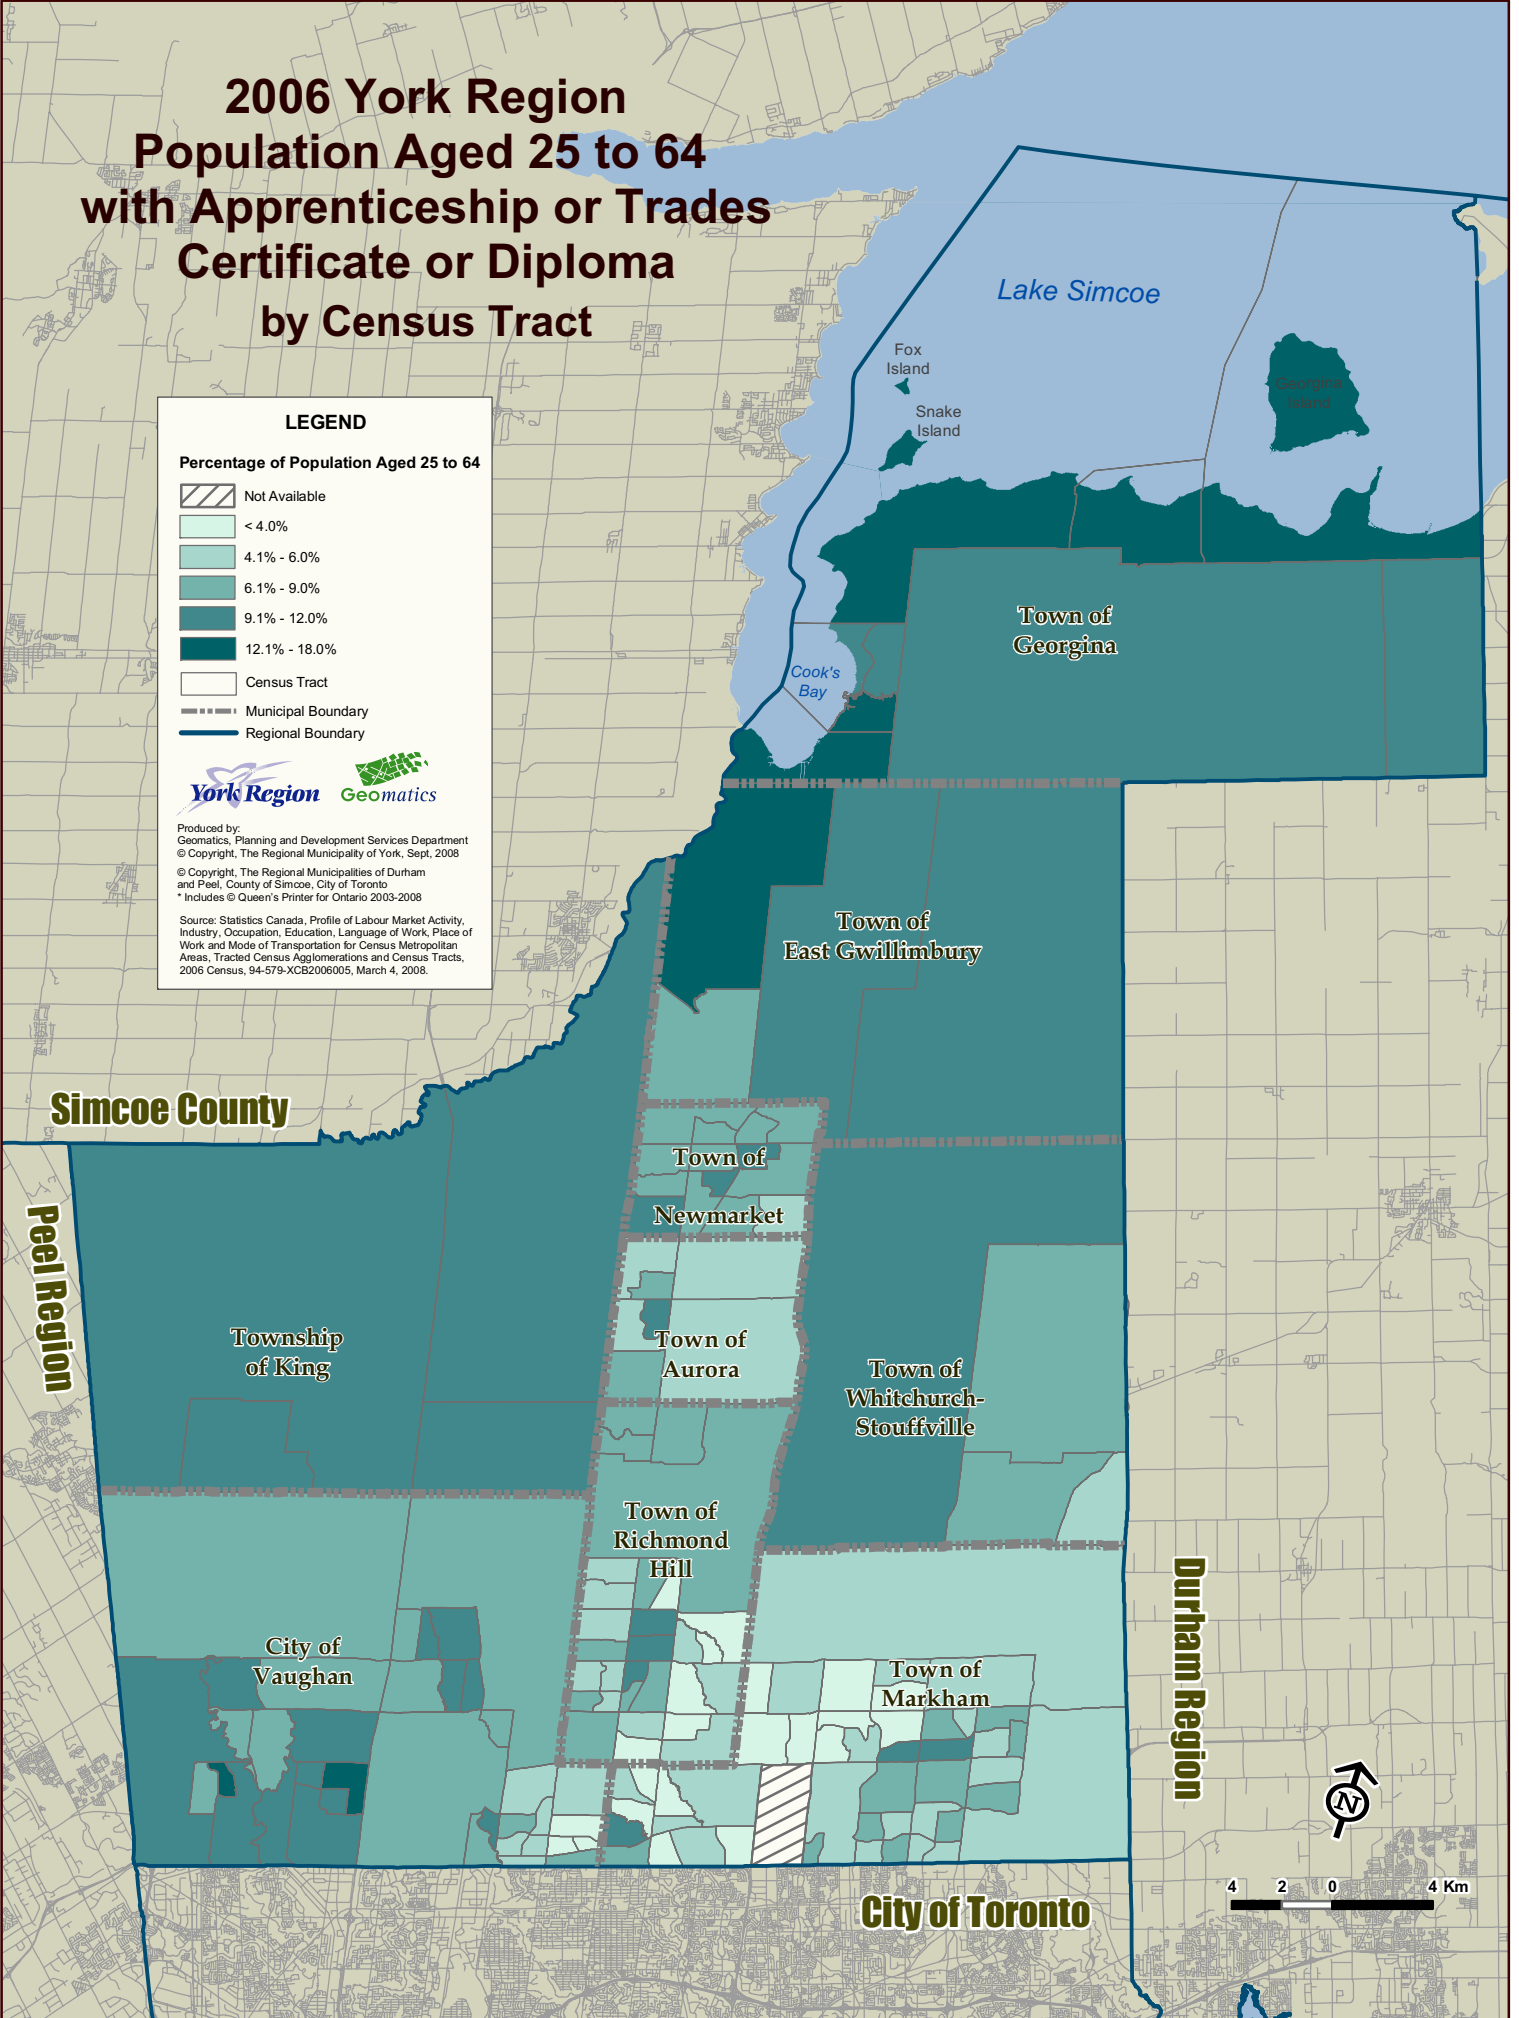 2006 York Region
Population Aged 25 to 64
with Apprenticeship or Trades
Certificate or Diploma
by Census Tract
Lake Simcoe
Fox
Island
Georgina
Island
Snake
Island
LEGEND
Percentage of Population Aged 25 to 64
Not Available
< 4.0%
4.1% - 6.0%
6.1% - 9.0%
9.1% - 12.0%
12.1% - 18.0%
Census Tract
Municipal Boundary
Regional Boundary
York Region
Geomatics
Produced by:
Geomatics, Planning and Development Services Department
© Copyright, The Regional Municipality of York, Sept, 2008
© Copyright, The Regional Municipalities of Durham
and Peel, County of Simcoe, City of Toronto
* Includes © Queen's Printer for Ontario 2003-2008
Source: Statistics Canada, Profile of Labour Market Activity,
Industry, Occupation, Education, Language of Work, Place of
Work and Mode of Transportation for Census Metropolitan
Areas, Tracted Census Agglomerations and Census Tracts,
2006 Census, 94-579-XCB2006005, March 4, 2008.
Town of
Georgina
Cook's
Bay
Town of
East Gwillimbury
Simcoe County
Town of
Newmarket
Peel Region
Township
of King
Town of
Aurora
Town of
Whitchurch-
Stouffville
Town of
Richmond
Hill
City of
Vaughan
Town of
Markham
Durham Region
N
4 2 0 4 Km
City of Toronto